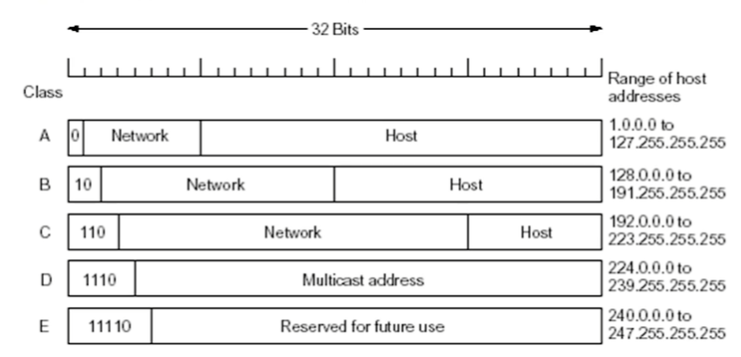 32 Bits
Class
Range of host
addresses
A 0 Network Host 1.0.0.0 to
127.255.255.255
B 10 Network Host 128.0.0.0 to
191.255.255.255
C 110 Network Host 192.0.0.0 to
223.255.255.255
D 1110 Multicast address 224.0.0.0 to
239.255.255.255
E 11110 Reserved for future use 240.0.0.0 to
247.255.255.255